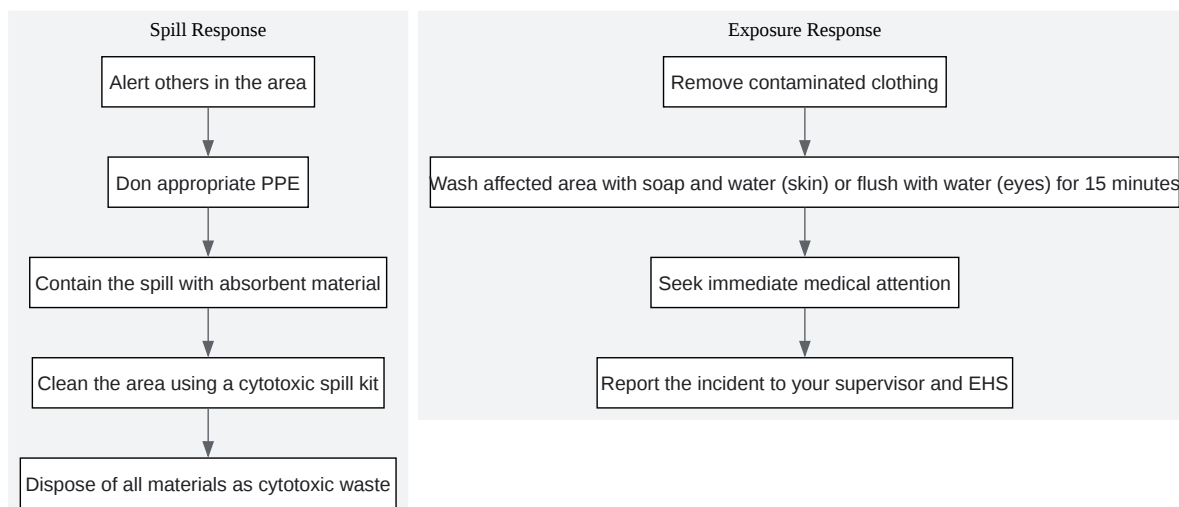 Spill Response
Alert others in the area
Don appropriate PPE
Contain the spill with absorbent material
Clean the area using a cytotoxic spill kit
Dispose of all materials as cytotoxic waste
Exposure Response
Remove contaminated clothing
Wash affected area with soap and water (skin) or flush with water (eyes) for 15 minutes
Seek immediate medical attention
Report the incident to your supervisor and EHS